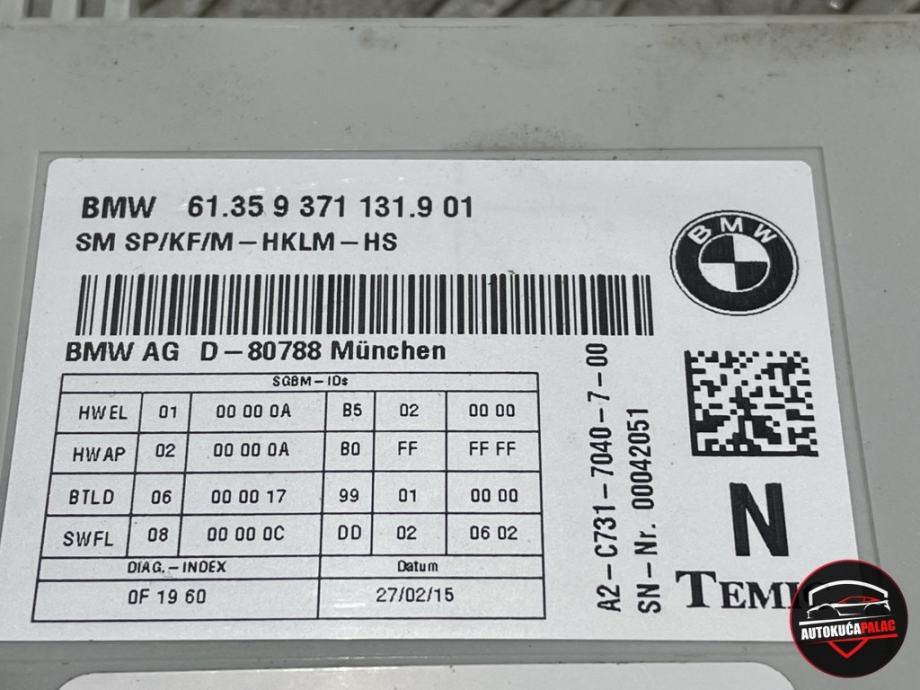 BMW 61.35 9 371 131.9 01
SM SP/KF/M-HKLM-HS
BMW
BMW AG D-80788 München
SGBM-IDs
HWEL 01 00 00 0A B5 02 00 00
HWAP 02 00 00 0A B0 FF FF FF
BTLD 06 00 00 17 99 01 00 00
SWFL 08 00 00 0C DD 02 06 02
DIAG.-INDEX Datum
0F 19 60 27/02/15
A2-C731-7040-7-00
SN-Nr. 00042051
N
TEMIC
AUTOKUĆAPALAC